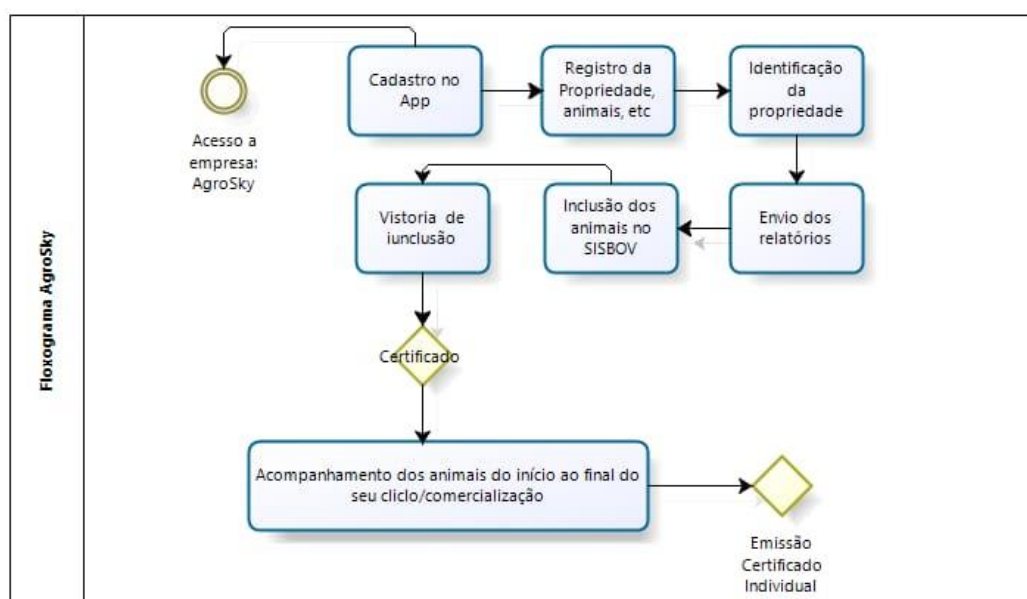 Floxograma AgroSky
Acesso a
empresa:
AgroSky
Cadastro no
App
Registro da
Propriedade,
animais, etc
Identificação
da
propriedade
Envio dos
relatórios
Inclusão dos
animais no
SISBOV
Vistoria de
iunclusão
Certificado
Acompanhamento dos animais do início ao final do
seu cliclo/comercialização
Emissão
Certificado
Individual